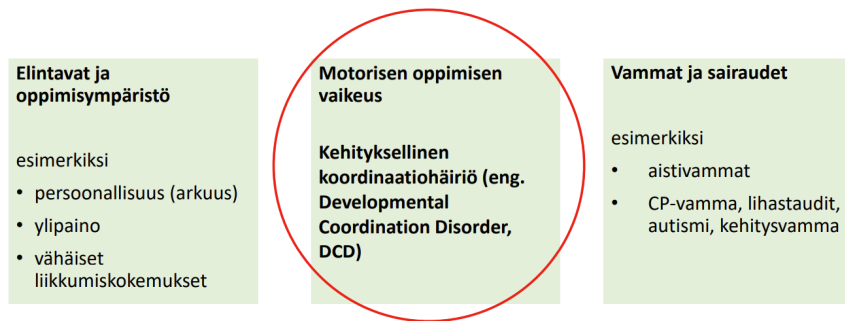 Elintavat ja
oppimisympäristö
esimerkiksi
• persoonallisuus (arkuus)
• ylipaino
• vähäiset
liikkumiskokemukset
Motorisen oppimisen
vaikeus
Kehityksellinen
koordinaatiohäiriö (eng.
Developmental
Coordination Disorder,
DCD)
Vammat ja sairaudet
esimerkiksi
• aistivammat
• CP-vamma, lihastaudit,
autismi, kehitysvamma